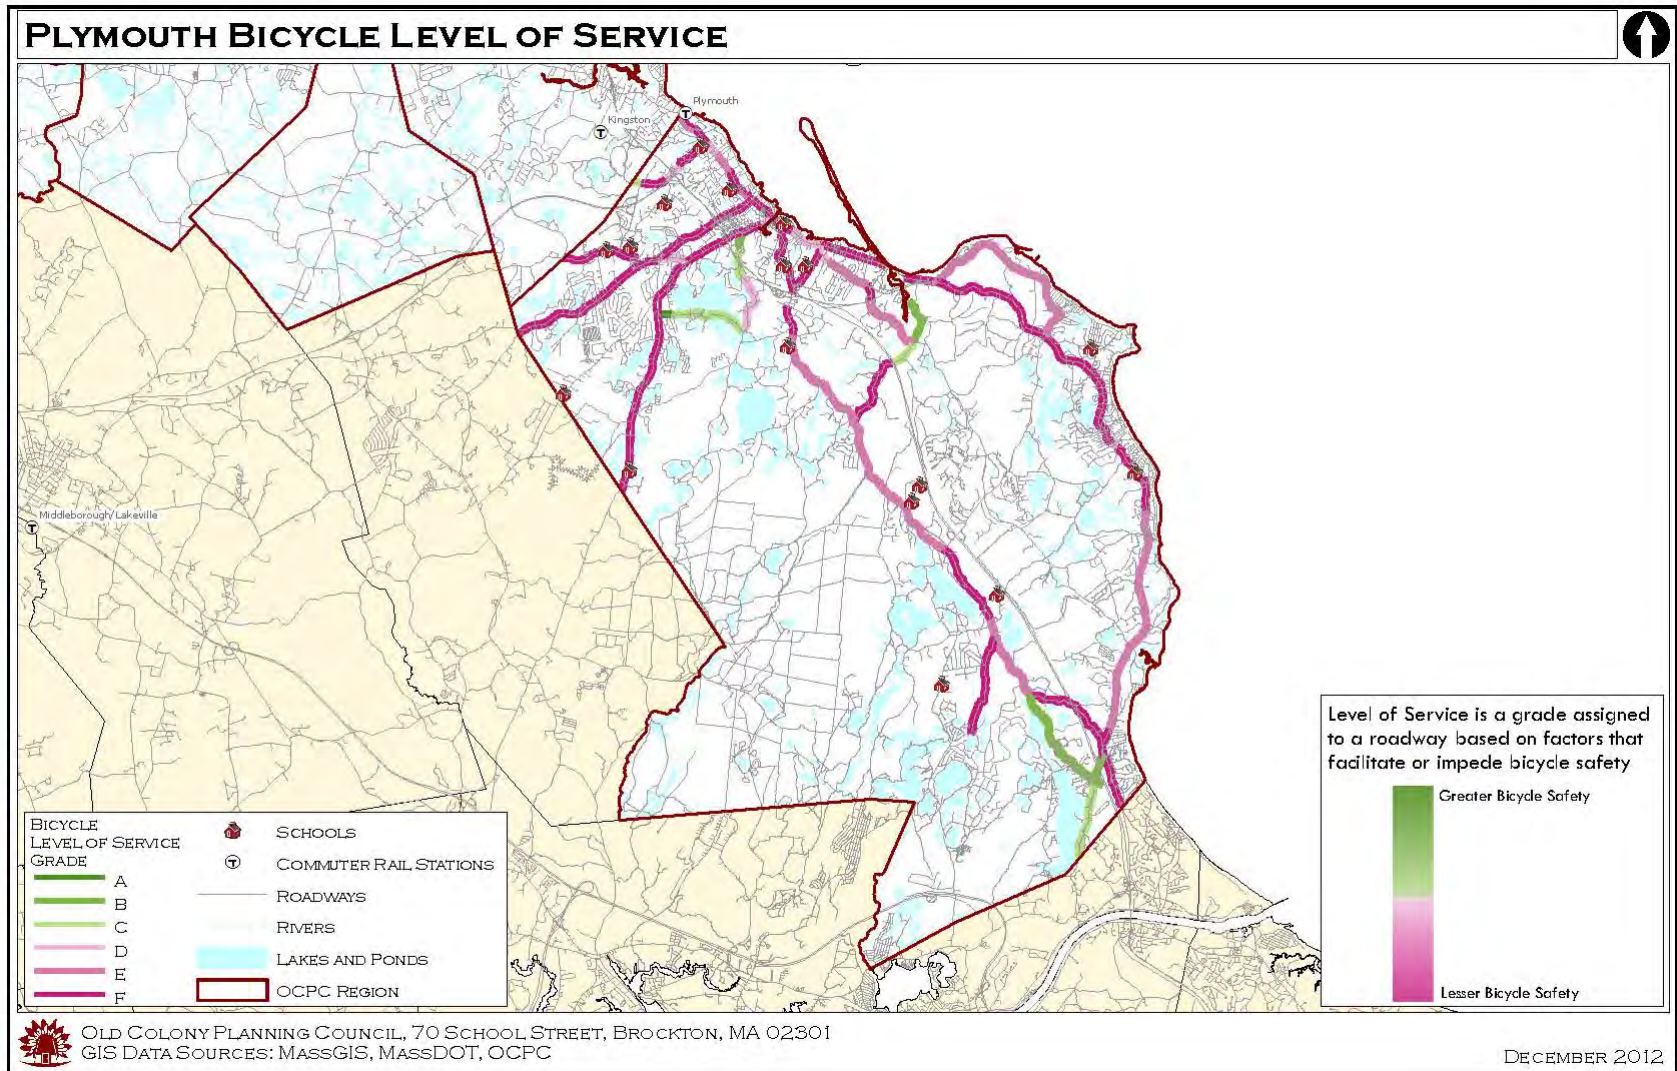 PLYMOUTH BICYCLE LEVEL OF SERVICE
Plymouth
Kingston
Middleborough/Lakeville
Level of Service is a grade assigned
to a roadway based on factors that
facilitate or impede bicycle safety
Greater Bicycle Safety
Lesser Bicycle Safety
BICYCLE
LEVEL OF SERVICE
GRADE
A
B
C
D
E
F
SCHOOLS
T
COMMUTER RAIL STATIONS
ROADWAYS
RIVERS
LAKES AND PONDS
OCPC REGION
OLD COLONY PLANNING COUNCIL, 70 SCHOOL STREET, BROCKTON, MA 02301
GIS DATA SOURCES: MASSGIS, MASSDOT, OCPC
DECEMBER 2012